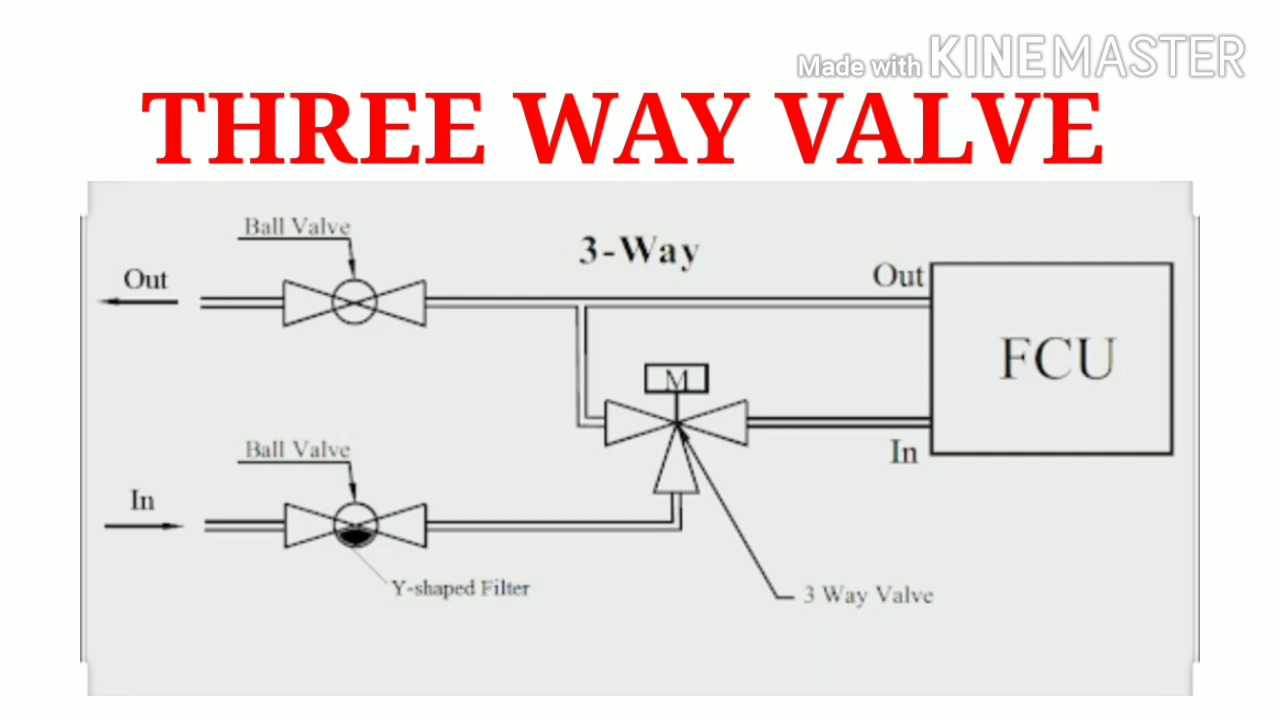 Made with KINEMASTER
THREE WAY VALVE
Ball Valve
3-Way
Out
Out
FCU
M
Ball Valve
In
In
Y-shaped Filter
3 Way Valve